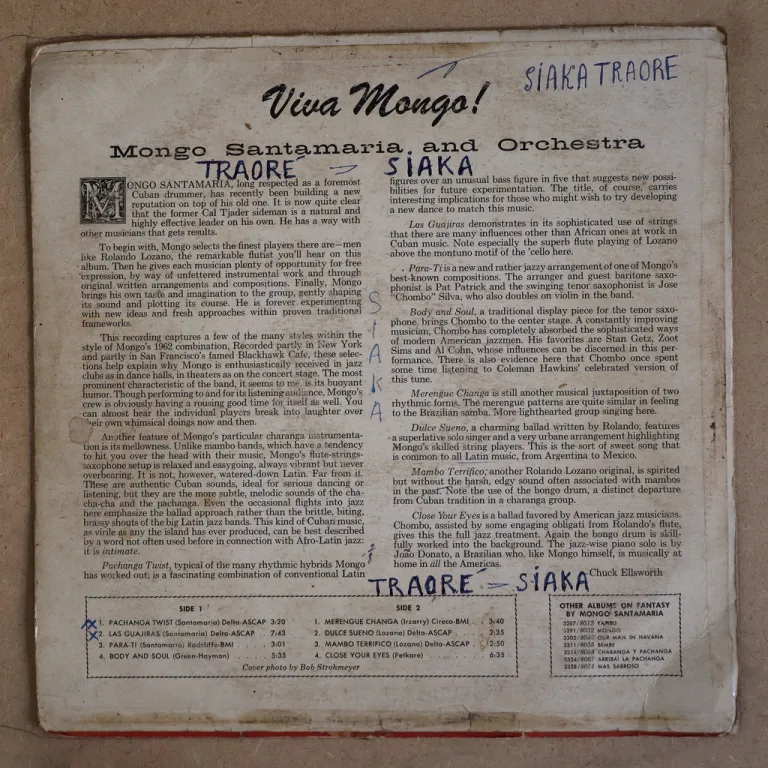 SIAKA TRAORE
Viva Mongo!
Mongo Santamaria and Orchestra
TRAORE = SIAKA
MONGO SANTAMARIA, long respected as a foremost
Cuban drummer, has recently been building a new
reputation on top of his old one. It is now quite clear
that the former Cal Tjader sideman is a natural and
highly effective leader on his own. He has a way with
other musicians that gets results.
To begin with, Mongo selects the finest players there are—men
like Rolando Lozano, the remarkable flutist you'll hear on this
album. Then he gives each musician plenty of opportunity for free
expression, by way of unfettered instrumental work and through
original written arrangements and compositions. Finally, Mongo
brings his own taste and imagination to the group, gently shaping
its sound and plotting its course. He is forever experimenting
with new ideas and fresh approaches within proven traditional
frameworks.
This recording captures a few of the many styles within the
style of Mongo's 1962 combination. Recorded partly in New York
and partly in San Francisco's famed Blackhawk Cafe, these selec-
tions help explain why Mongo is enthusiastically received in jazz
clubs as in dance halls, in theaters as on the concert stage. The most
prominent characteristic of the band, it seems to me, is its buoyant
humor. Though performing to and for its listening audience, Mongo's
crew is obviously having a rousing good time for itself as well. You
can almost hear the individual players break into laughter over
their own whimsical doings now and then.
Another feature of Mongo's particular charanga instrumenta-
tion is its mellowness. Unlike mambo bands, which have a tendency
to hit you over the head with their music, Mongo's flute-strings-
saxophone setup is relaxed and easygoing, always vibrant but never
overbearing. It is not, however, watered-down Latin. Far from it.
These are authentic Cuban sounds, ideal for serious dancing or
listening, but they are the more subtle, melodic sounds of the cha-
cha-cha and the pachanga. Even the occasional flights into jazz
here emphasize the ballad approach rather than the brittle, biting,
brassy shouts of the big Latin jazz bands. This kind of Cuban music,
as virile as any the island has ever produced, can be best described
by a word not often used before in connection with Afro-Latin jazz:
it is intimate.
Pachanga Twist, typical of the many rhythmic hybrids Mongo
has worked out, is a fascinating combination of conventional Latin
S
I
A
K
A
figures over an unusual bass figure in five that suggests new possi-
bilities for future experimentation. The title, of course, carries
interesting implications for those who might wish to try developing
a new dance to match this music.
Las Guajiras demonstrates in its sophisticated use of strings
that there are many influences other than African ones at work in
Cuban music. Note especially the superb flute playing of Lozano
above the montuno motif of the 'cello here.
Para-Ti is a new and rather jazzy arrangement of one of Mongo's
best-known compositions. The arranger and guest baritone saxo-
phonist is Pat Patrick and the swinging tenor saxophonist is Jose
"Chombo" Silva, who also doubles on violin in the band.
Body and Soul, a traditional display piece for the tenor saxo-
phone, brings Chombo to the center stage. A constantly improving
musician, Chombo has completely absorbed the sophisticated ways
of modern American jazzmen. His favorites are Stan Getz, Zoot
Sims and Al Cohn, whose influences can be discerned in this per-
formance. There is also evidence here that Chombo once spent
some time listening to Coleman Hawkins' celebrated version of
this tune.
Merengue Changa is still another musical juxtaposition of two
rhythmic forms. The merengue patterns are quite similar in feeling
to the Brazilian samba. More lighthearted group singing here.
Dulce Sueno, a charming ballad written by Rolando, features
a superlative solo singer and a very urbane arrangement highlighting
Mongo's skilled string players. This is the sort of sweet song that
is common to all Latin music, from Argentina to Mexico.
Mambo Terrifico, another Rolando Lozano original, is spirited
but without the harsh, edgy sound often associated with mambos
in the past. Note the use of the bongo drum, a distinct departure
from Cuban tradition in a charanga group.
Close Your Eyes is a ballad favored by American jazz musicians.
Chombo, assisted by some engaging obligati from Rolando's flute,
gives this the full jazz treatment. Again the bongo drum is skill-
fully worked into the background. The jazz-wise piano solo is by
João Donato, a Brazilian who, like Mongo himself, is musically at
home in all the Americas.
Chuck Ellsworth
TRAORE = SIAKA
SIDE 1
1. PACHANGA TWIST (Santamaria) Delta-ASCAP 3:20
2. LAS GUAJIRAS (Santamaria) Delta-ASCAP 7:43
3. PARA-TI (Santamaria) Radcliffe-BMI . . . 3:01
4. BODY AND SOUL (Green-Hayman) . . . 5:35
SIDE 2
1. MERENGUE CHANGA (Irzarry) Cireco-BMI . . . 3:40
2. DULCE SUENO (Lozano) Delta-ASCAP . . . 2:35
3. MAMBO TERRIFICO (Lozano) Delta-ASCAP . 2:50
4. CLOSE YOUR EYES (Petkare) . . . 6:35
Cover photo by Bob Strohmeyer
OTHER ALBUMS ON FANTASY
BY MONGO SANTAMARIA
3267/8012 YAMBU
3291/8032 MONGO
3302/8045 OUR MAN IN HAVANA
3311/8055 BEMBE
CHARANGA Y PACHANGA
3324/8067 ARRIBA! LA PACHANGA
3328/8071 MAS SABROSO